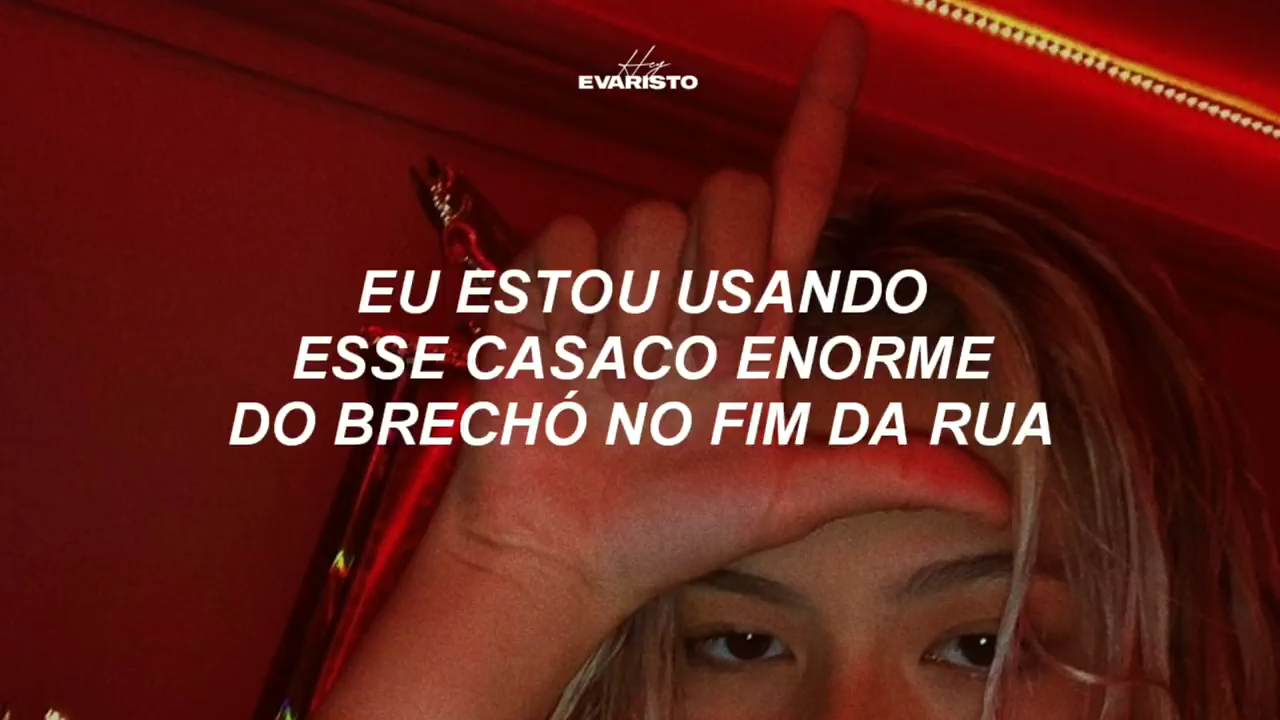 Hey
EVARISTO
EU ESTOU USANDO
ESSE CASACO ENORME
DO BRECHÓ NO FIM DA RUA